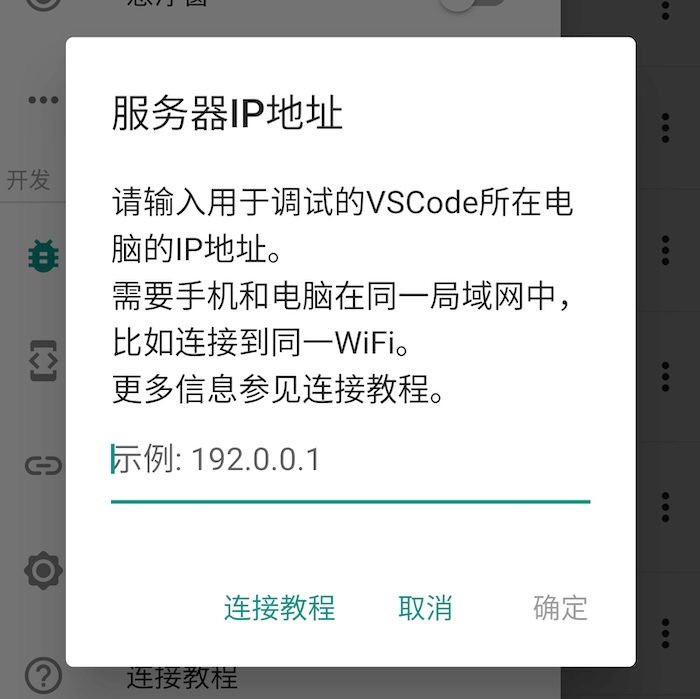 悬浮窗
服务器IP地址
开发
请输入用于调试的VSCode所在电
脑的IP地址。
需要手机和电脑在同一局域网中，
比如连接到同一WiFi。
更多信息参见连接教程。
示例: 192.0.0.1
连接教程 取消 确定
连接教程